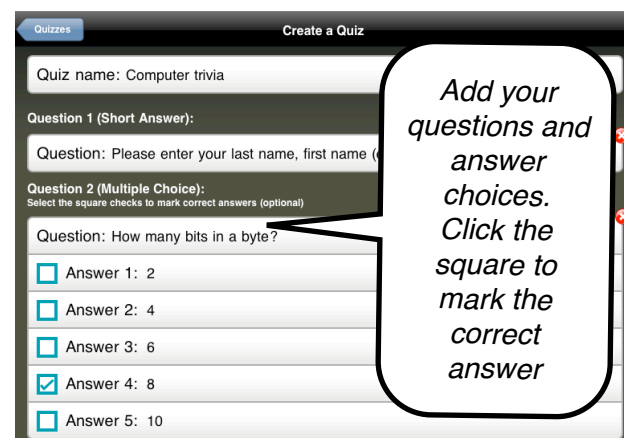 Quizzes
Create a Quiz
Quiz name: Computer trivia
Question 1 (Short Answer):
Question: Please enter your last name, first name (
Question 2 (Multiple Choice):
Select the square checks to mark correct answers (optional)
Question: How many bits in a byte?
Answer 1: 2
Answer 2: 4
Answer 3: 6
Answer 4: 8
Answer 5: 10
Add your
questions and
answer
choices.
Click the
square to
mark the
correct
answer